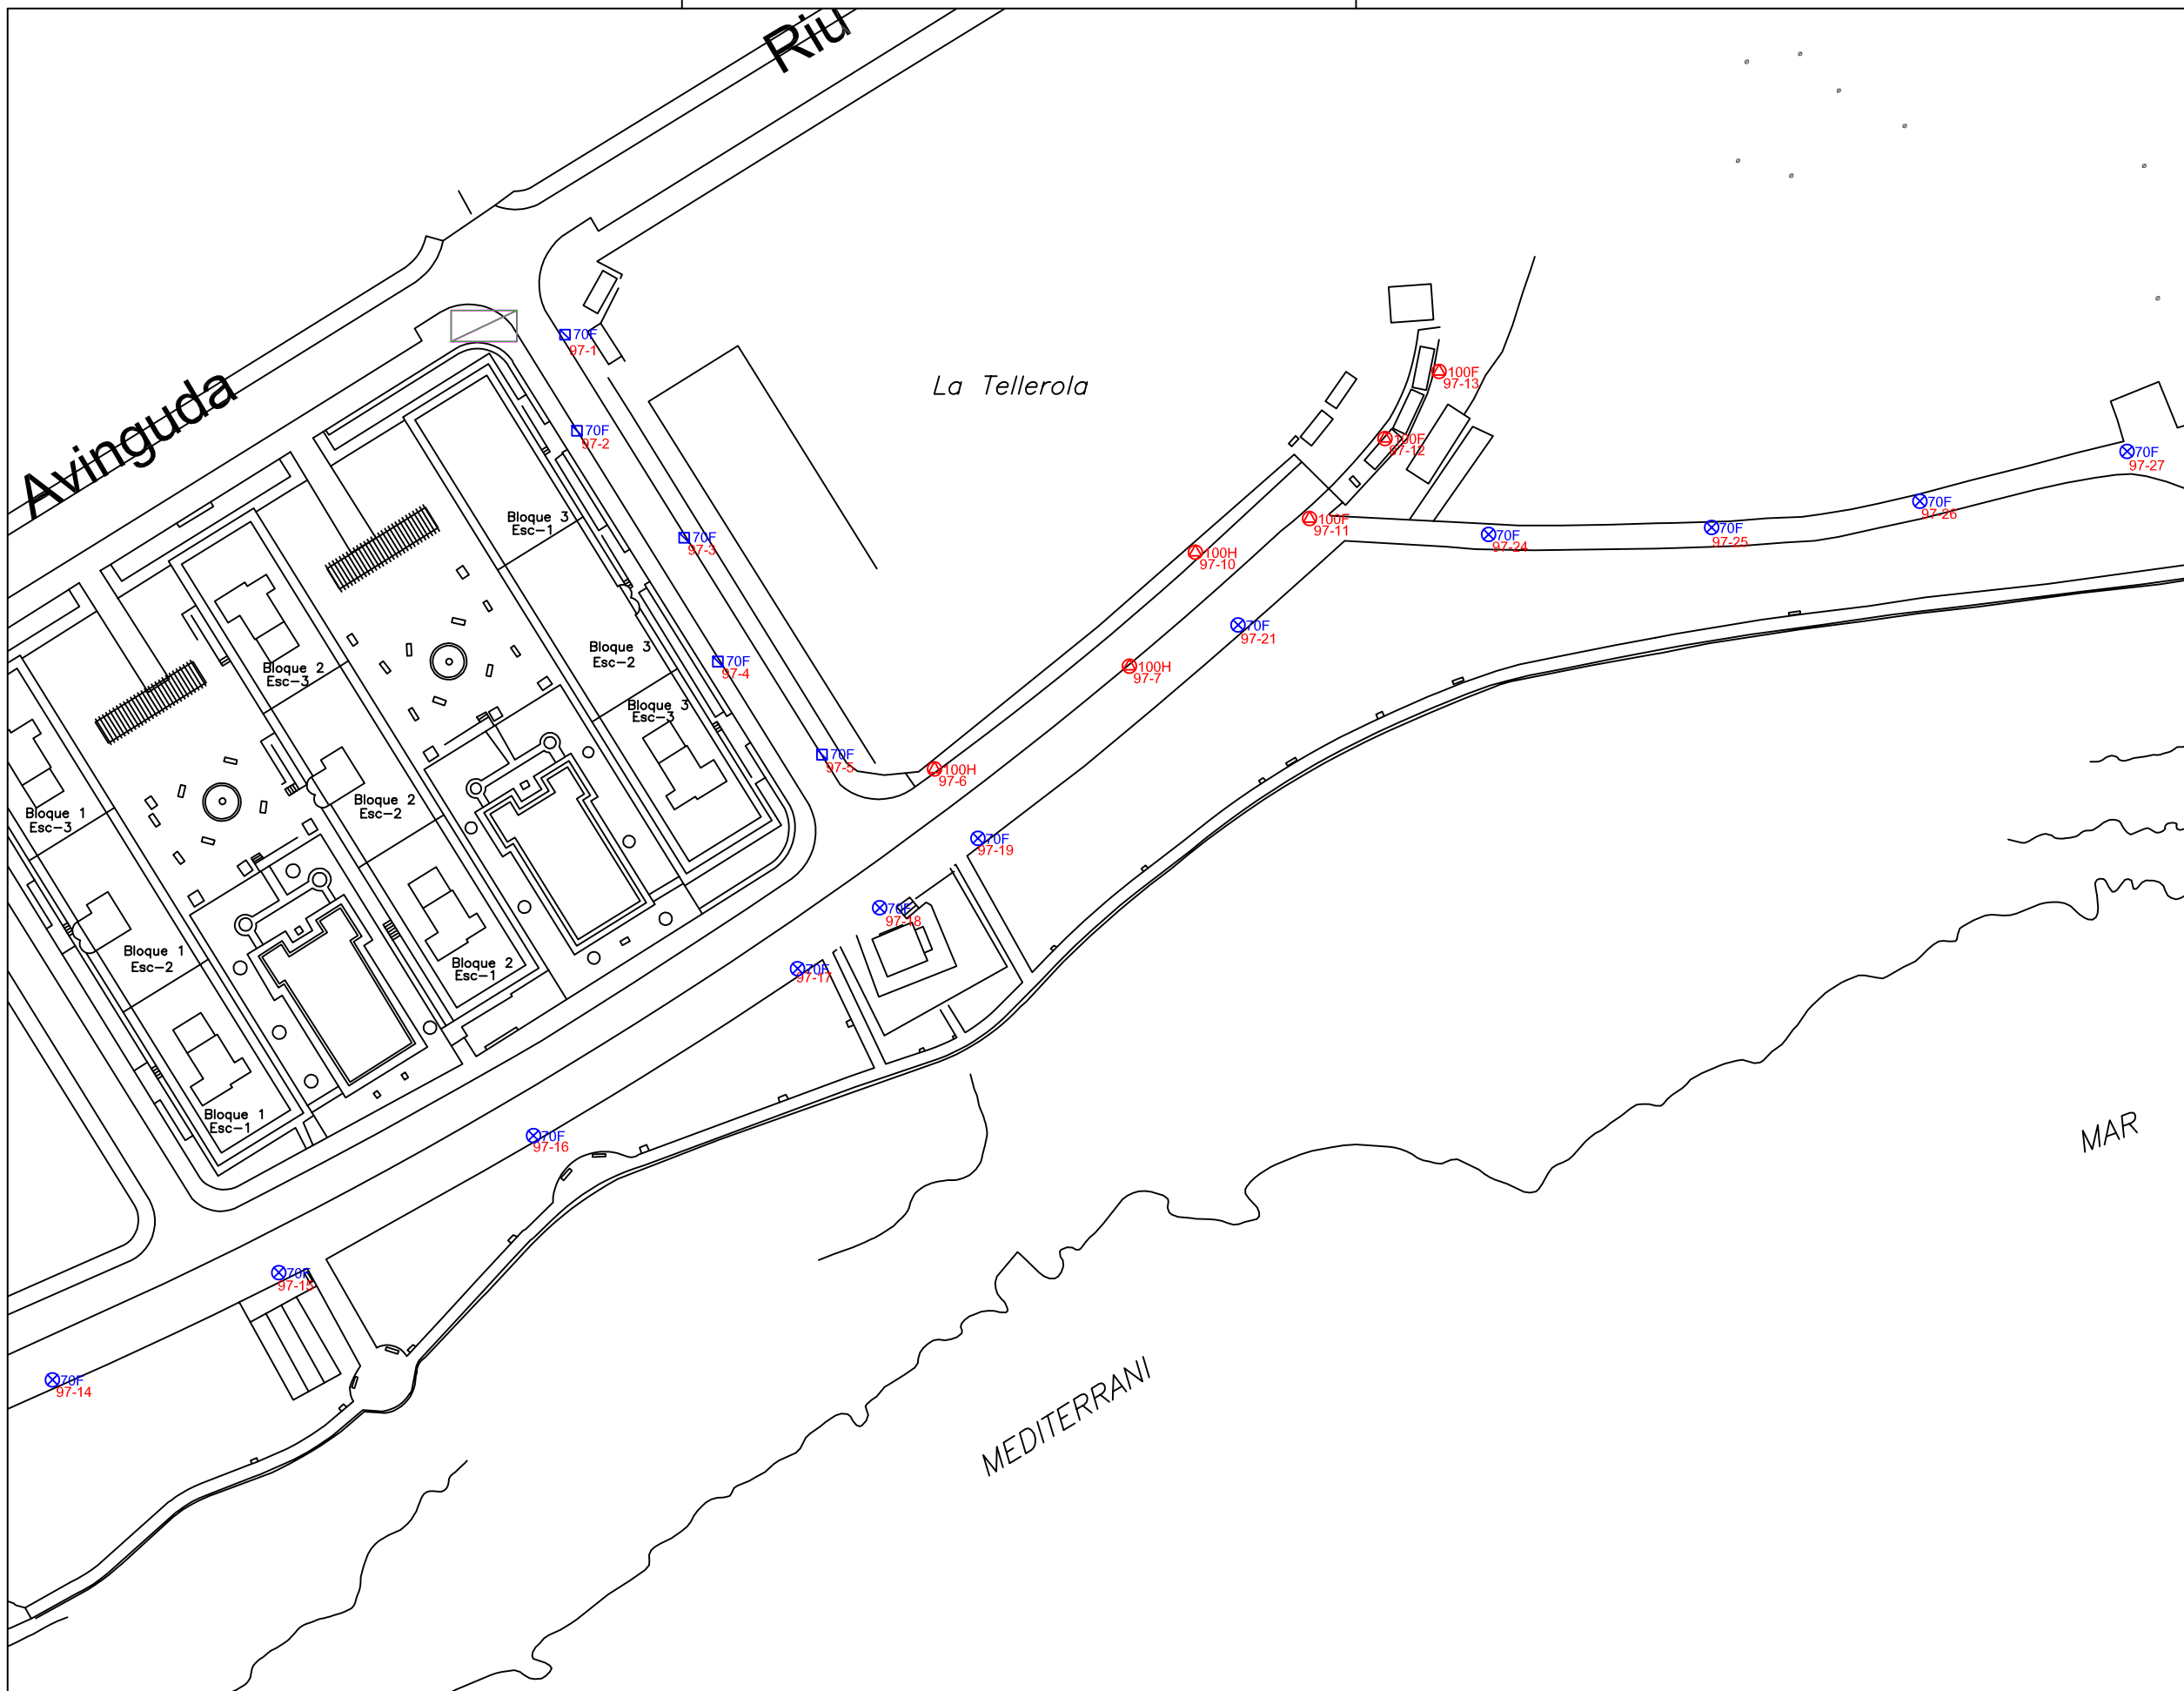 Riu
Avinguda
La Tellerola
70F
97-1
70F
97-2
70F
97-3
70F
97-4
70F
97-5
100H
97-6
100H
97-7
100H
97-10
100F
97-11
100F
97-12
100F
97-13
70F
97-14
70F
97-15
70F
97-16
70F
97-17
70F
97-18
70F
97-19
70F
97-21
70F
97-24
70F
97-25
70F
97-26
70F
97-27
Bloque 3
Esc-1
Bloque 3
Esc-2
Bloque 3
Esc-3
Bloque 2
Esc-3
Bloque 2
Esc-2
Bloque 2
Esc-1
Bloque 1
Esc-3
Bloque 1
Esc-2
Bloque 1
Esc-1
MAR
MEDITERRANI